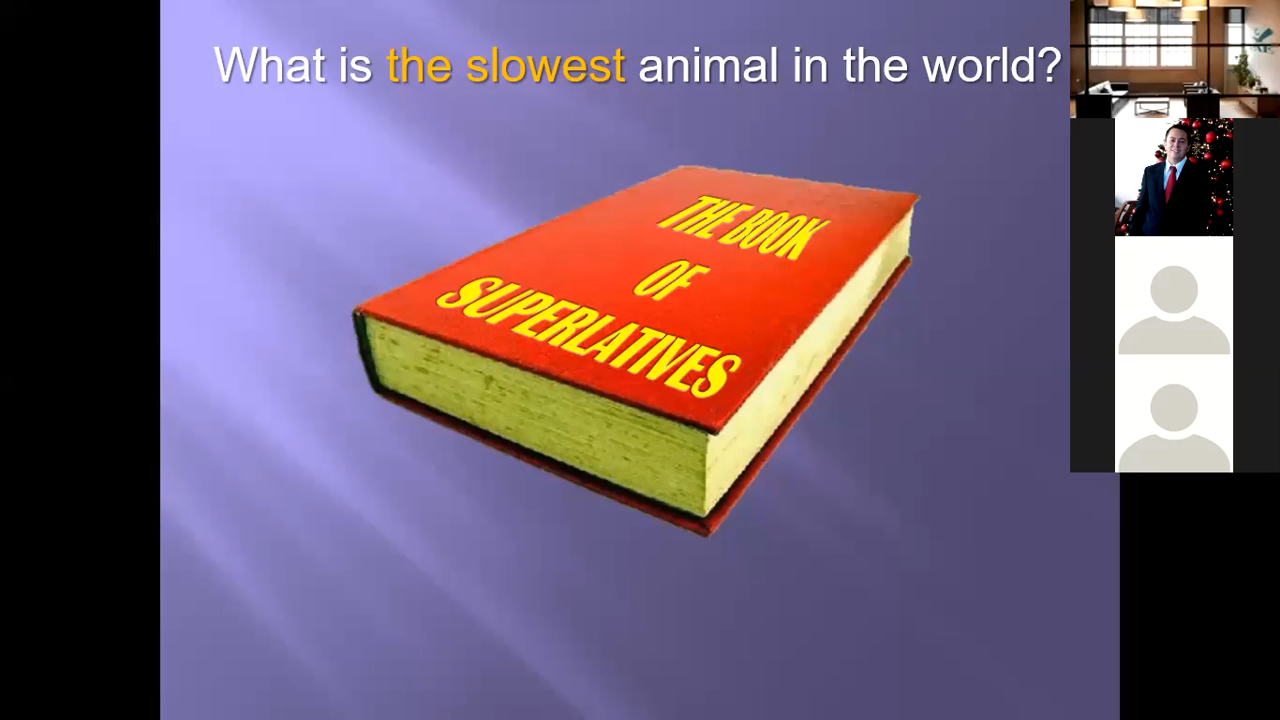 What is the slowest animal in the world?
THE BOOK
OF
SUPERLATIVES